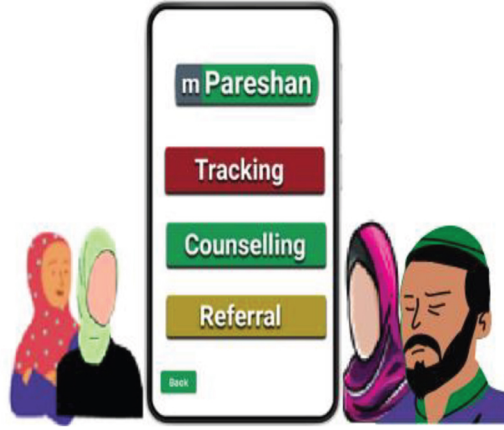 m Pareshan
Tracking
Counselling
Referral
Back